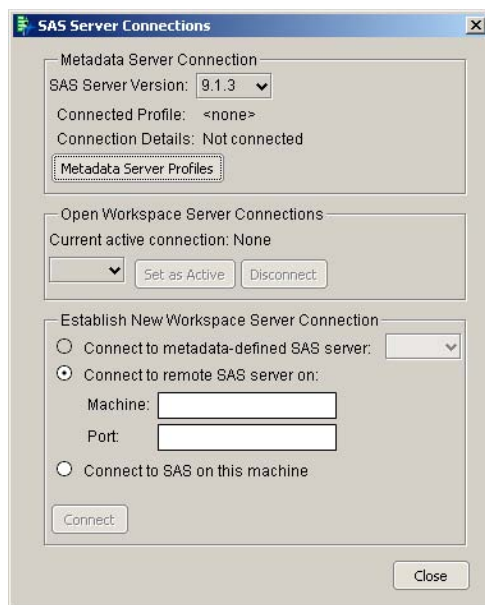 SAS Server Connections
Metadata Server Connection
SAS Server Version: 9.1.3
Connected Profile: <none>
Connection Details: Not connected
Metadata Server Profiles
Open Workspace Server Connections
Current active connection: None
Set as Active Disconnect
Establish New Workspace Server Connection
Connect to metadata-defined SAS server:
Connect to remote SAS server on:
Machine:
Port:
Connect to SAS on this machine
Connect
Close